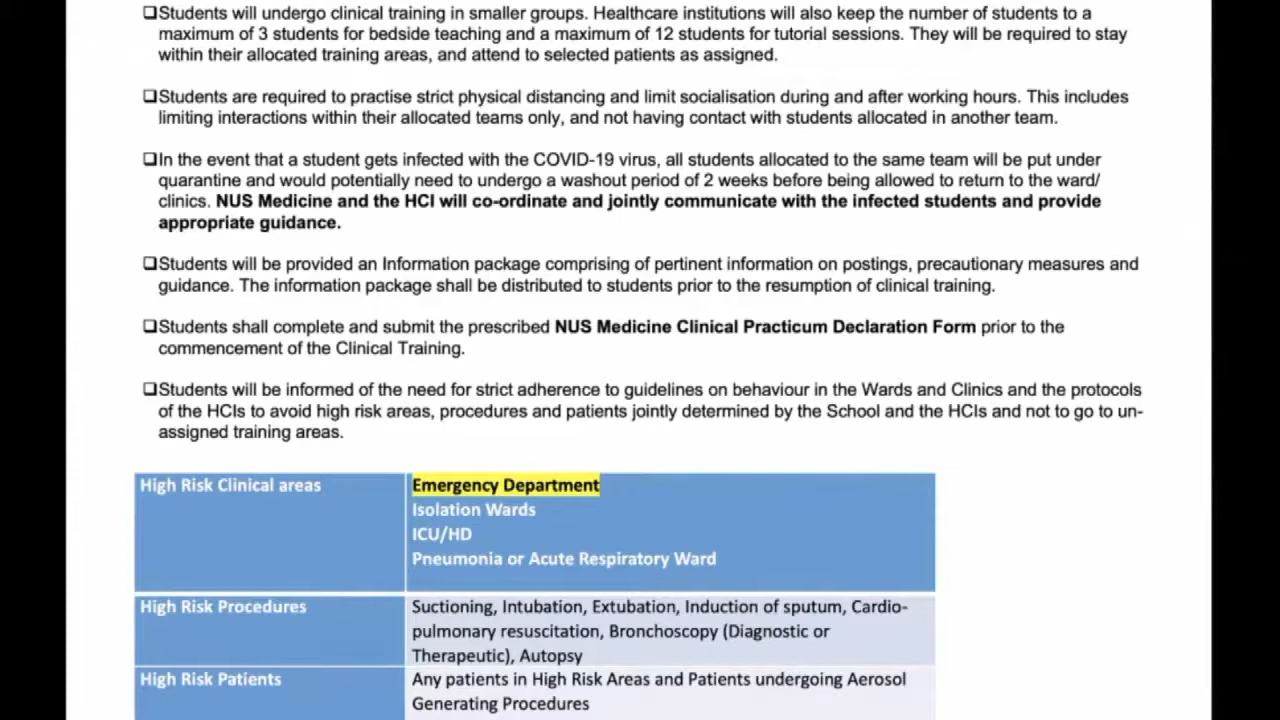 ❑Students will undergo clinical training in smaller groups. Healthcare institutions will also keep the number of students to a
maximum of 3 students for bedside teaching and a maximum of 12 students for tutorial sessions. They will be required to stay
within their allocated training areas, and attend to selected patients as assigned.
❑Students are required to practise strict physical distancing and limit socialisation during and after working hours. This includes
limiting interactions within their allocated teams only, and not having contact with students allocated in another team.
❑In the event that a student gets infected with the COVID-19 virus, all students allocated to the same team will be put under
quarantine and would potentially need to undergo a washout period of 2 weeks before being allowed to return to the ward/
clinics. NUS Medicine and the HCI will co-ordinate and jointly communicate with the infected students and provide
appropriate guidance.
❑Students will be provided an Information package comprising of pertinent information on postings, precautionary measures and
guidance. The information package shall be distributed to students prior to the resumption of clinical training.
❑Students shall complete and submit the prescribed NUS Medicine Clinical Practicum Declaration Form prior to the
commencement of the Clinical Training.
❑Students will be informed of the need for strict adherence to guidelines on behaviour in the Wards and Clinics and the protocols
of the HCIs to avoid high risk areas, procedures and patients jointly determined by the School and the HCIs and not to go to un-
assigned training areas.
High Risk Clinical areas
Emergency Department
Isolation Wards
ICU/HD
Pneumonia or Acute Respiratory Ward
High Risk Procedures
Suctioning, Intubation, Extubation, Induction of sputum, Cardio-
pulmonary resuscitation, Bronchoscopy (Diagnostic or
Therapeutic), Autopsy
High Risk Patients
Any patients in High Risk Areas and Patients undergoing Aerosol
Generating Procedures